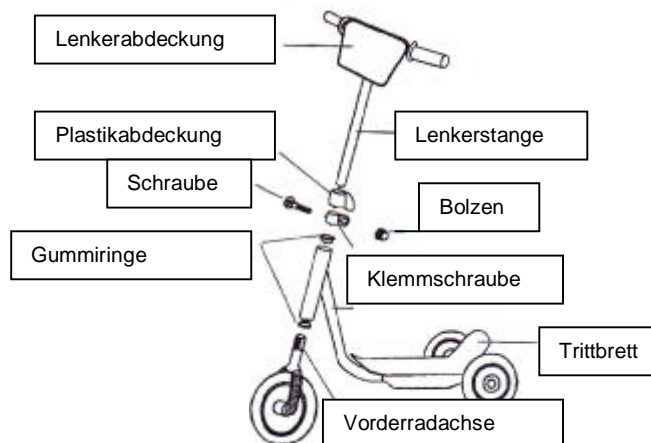 Lenkerabdeckung
Plastikabdeckung
Lenkerstange
Schraube
Bolzen
Gummiringe
Klemmschraube
Trittbrett
Vorderradachse